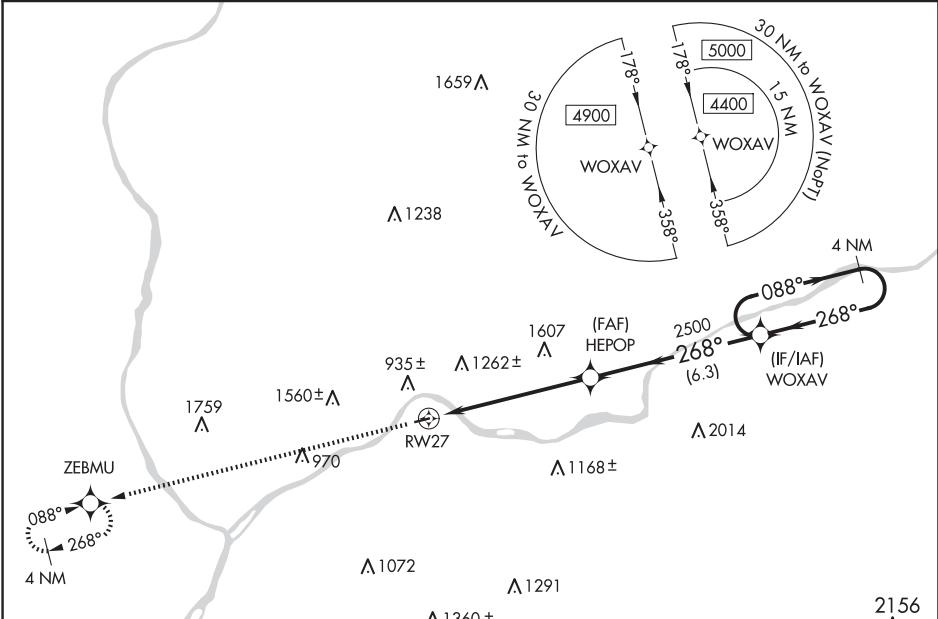 1659
1238
178°
4900
WOXAV
358°
30 NM to WOXAV
178°
5000
4400
WOXAV
358°
15 NM
30 NM to WOXAV (NoPT)
4 NM
088°
268°
(IF/IAF)
WOXAV
2500
268°
(6.3)
(FAF)
HEPOP
1607
1262±
935±
1560±
1759
RW27
970
2014
1168±
ZEBMU
088°
268°
4 NM
1072
1291
1360±
2156